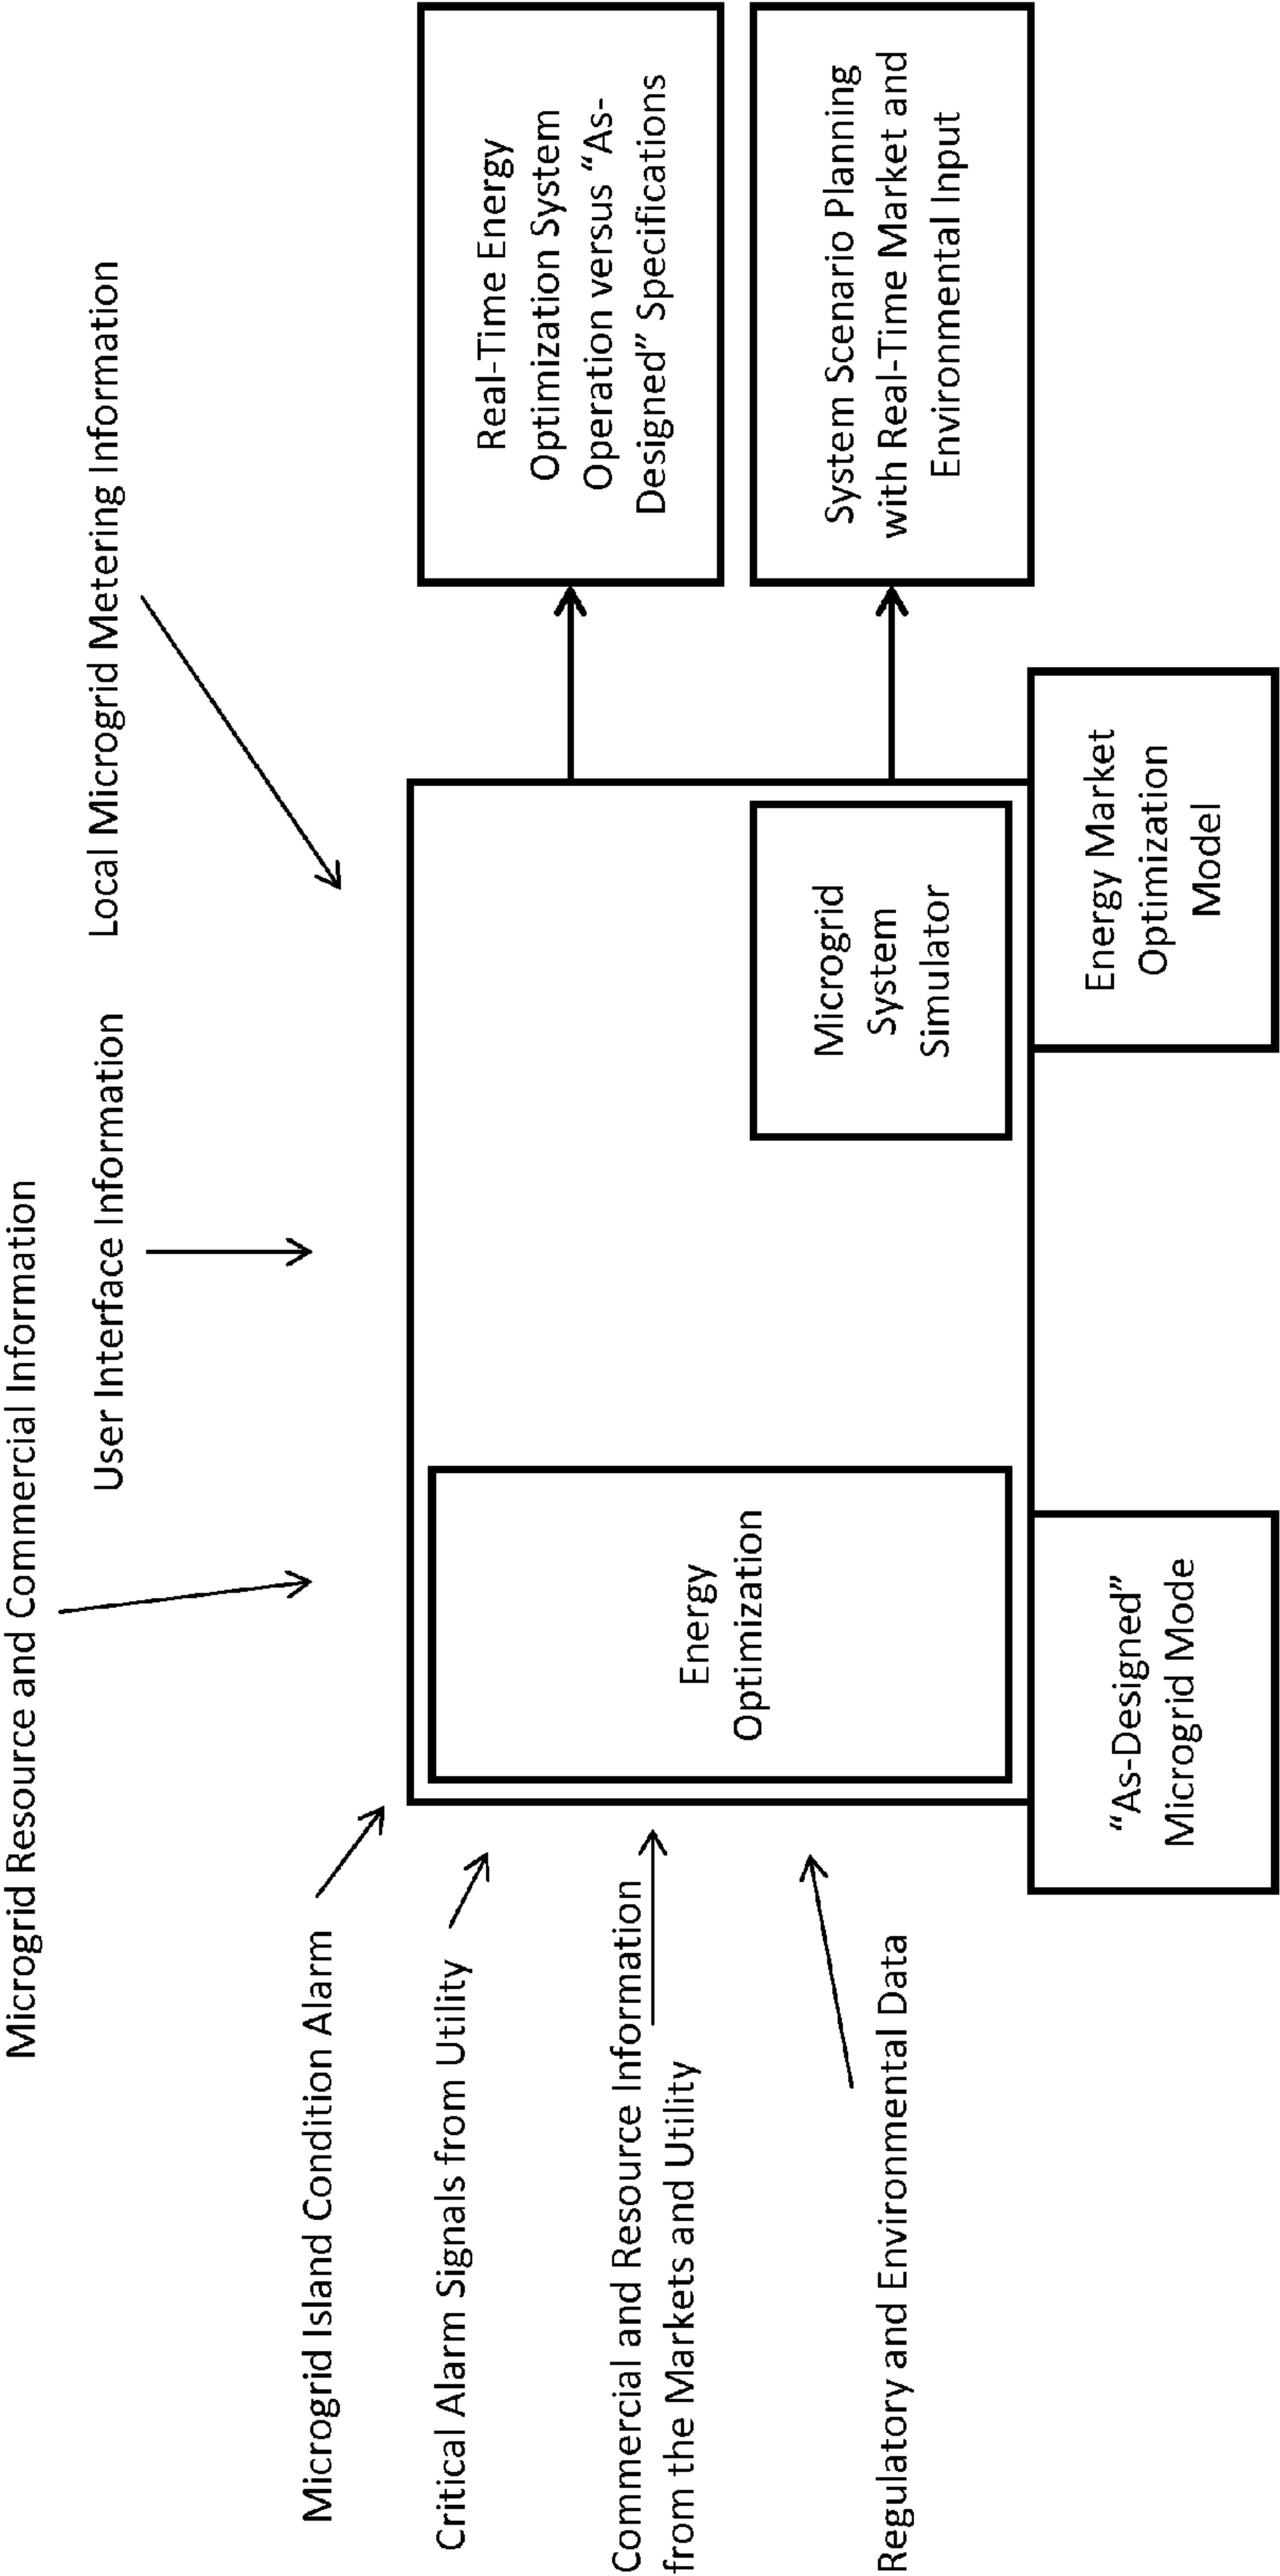 Microgrid Resource and Commercial Information
User Interface Information
Local Microgrid Metering Information
Microgrid Island Condition Alarm
Critical Alarm Signals from Utility
Commercial and Resource Information
from the Markets and Utility
Regulatory and Environmental Data
Energy
Optimization
Microgrid
System
Simulator
Real-Time Energy
Optimization System
Operation versus “As-
Designed” Specifications
System Scenario Planning
with Real-Time Market and
Environmental Input
“As-Designed”
Microgrid Mode
Energy Market
Optimization
Model